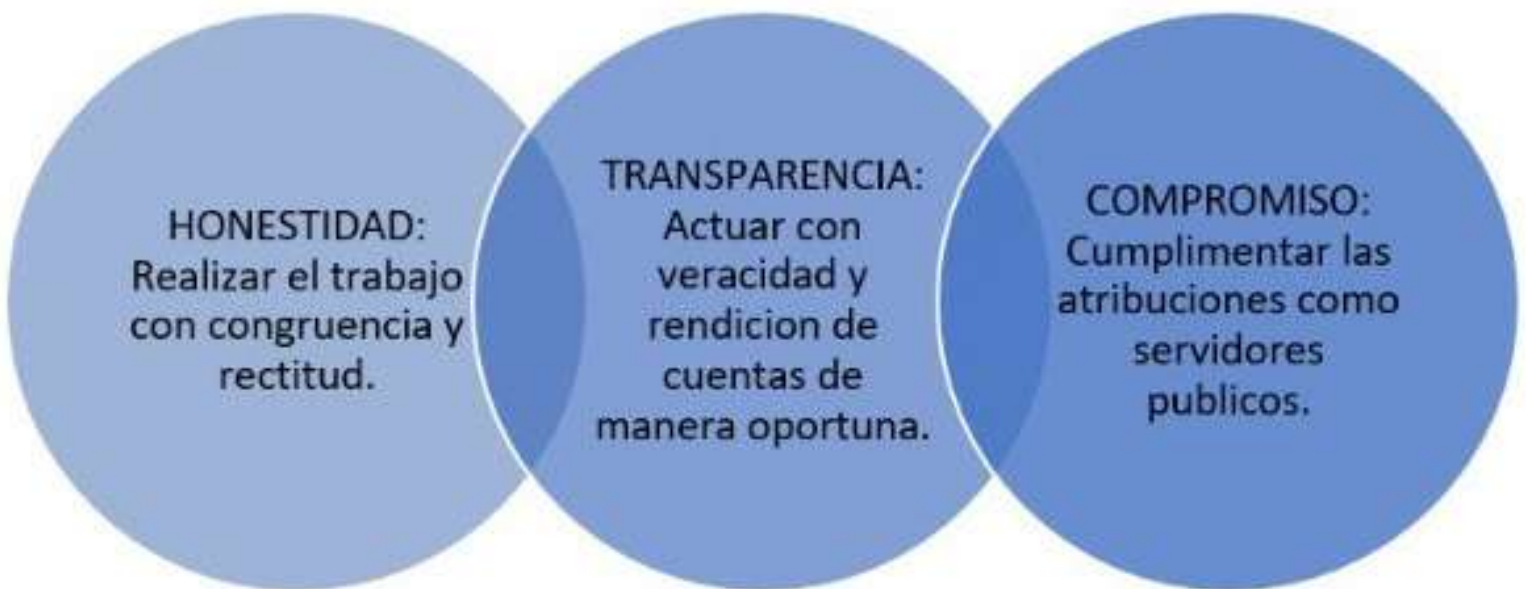 HONESTIDAD:
Realizar el trabajo
con congruencia y
rectitud.
TRANSPARENCIA:
Actuar con
veracidad y
rendicion de
cuentas de
manera oportuna.
COMPROMISO:
Cumplimentar las
atribuciones como
servidores
publicos.